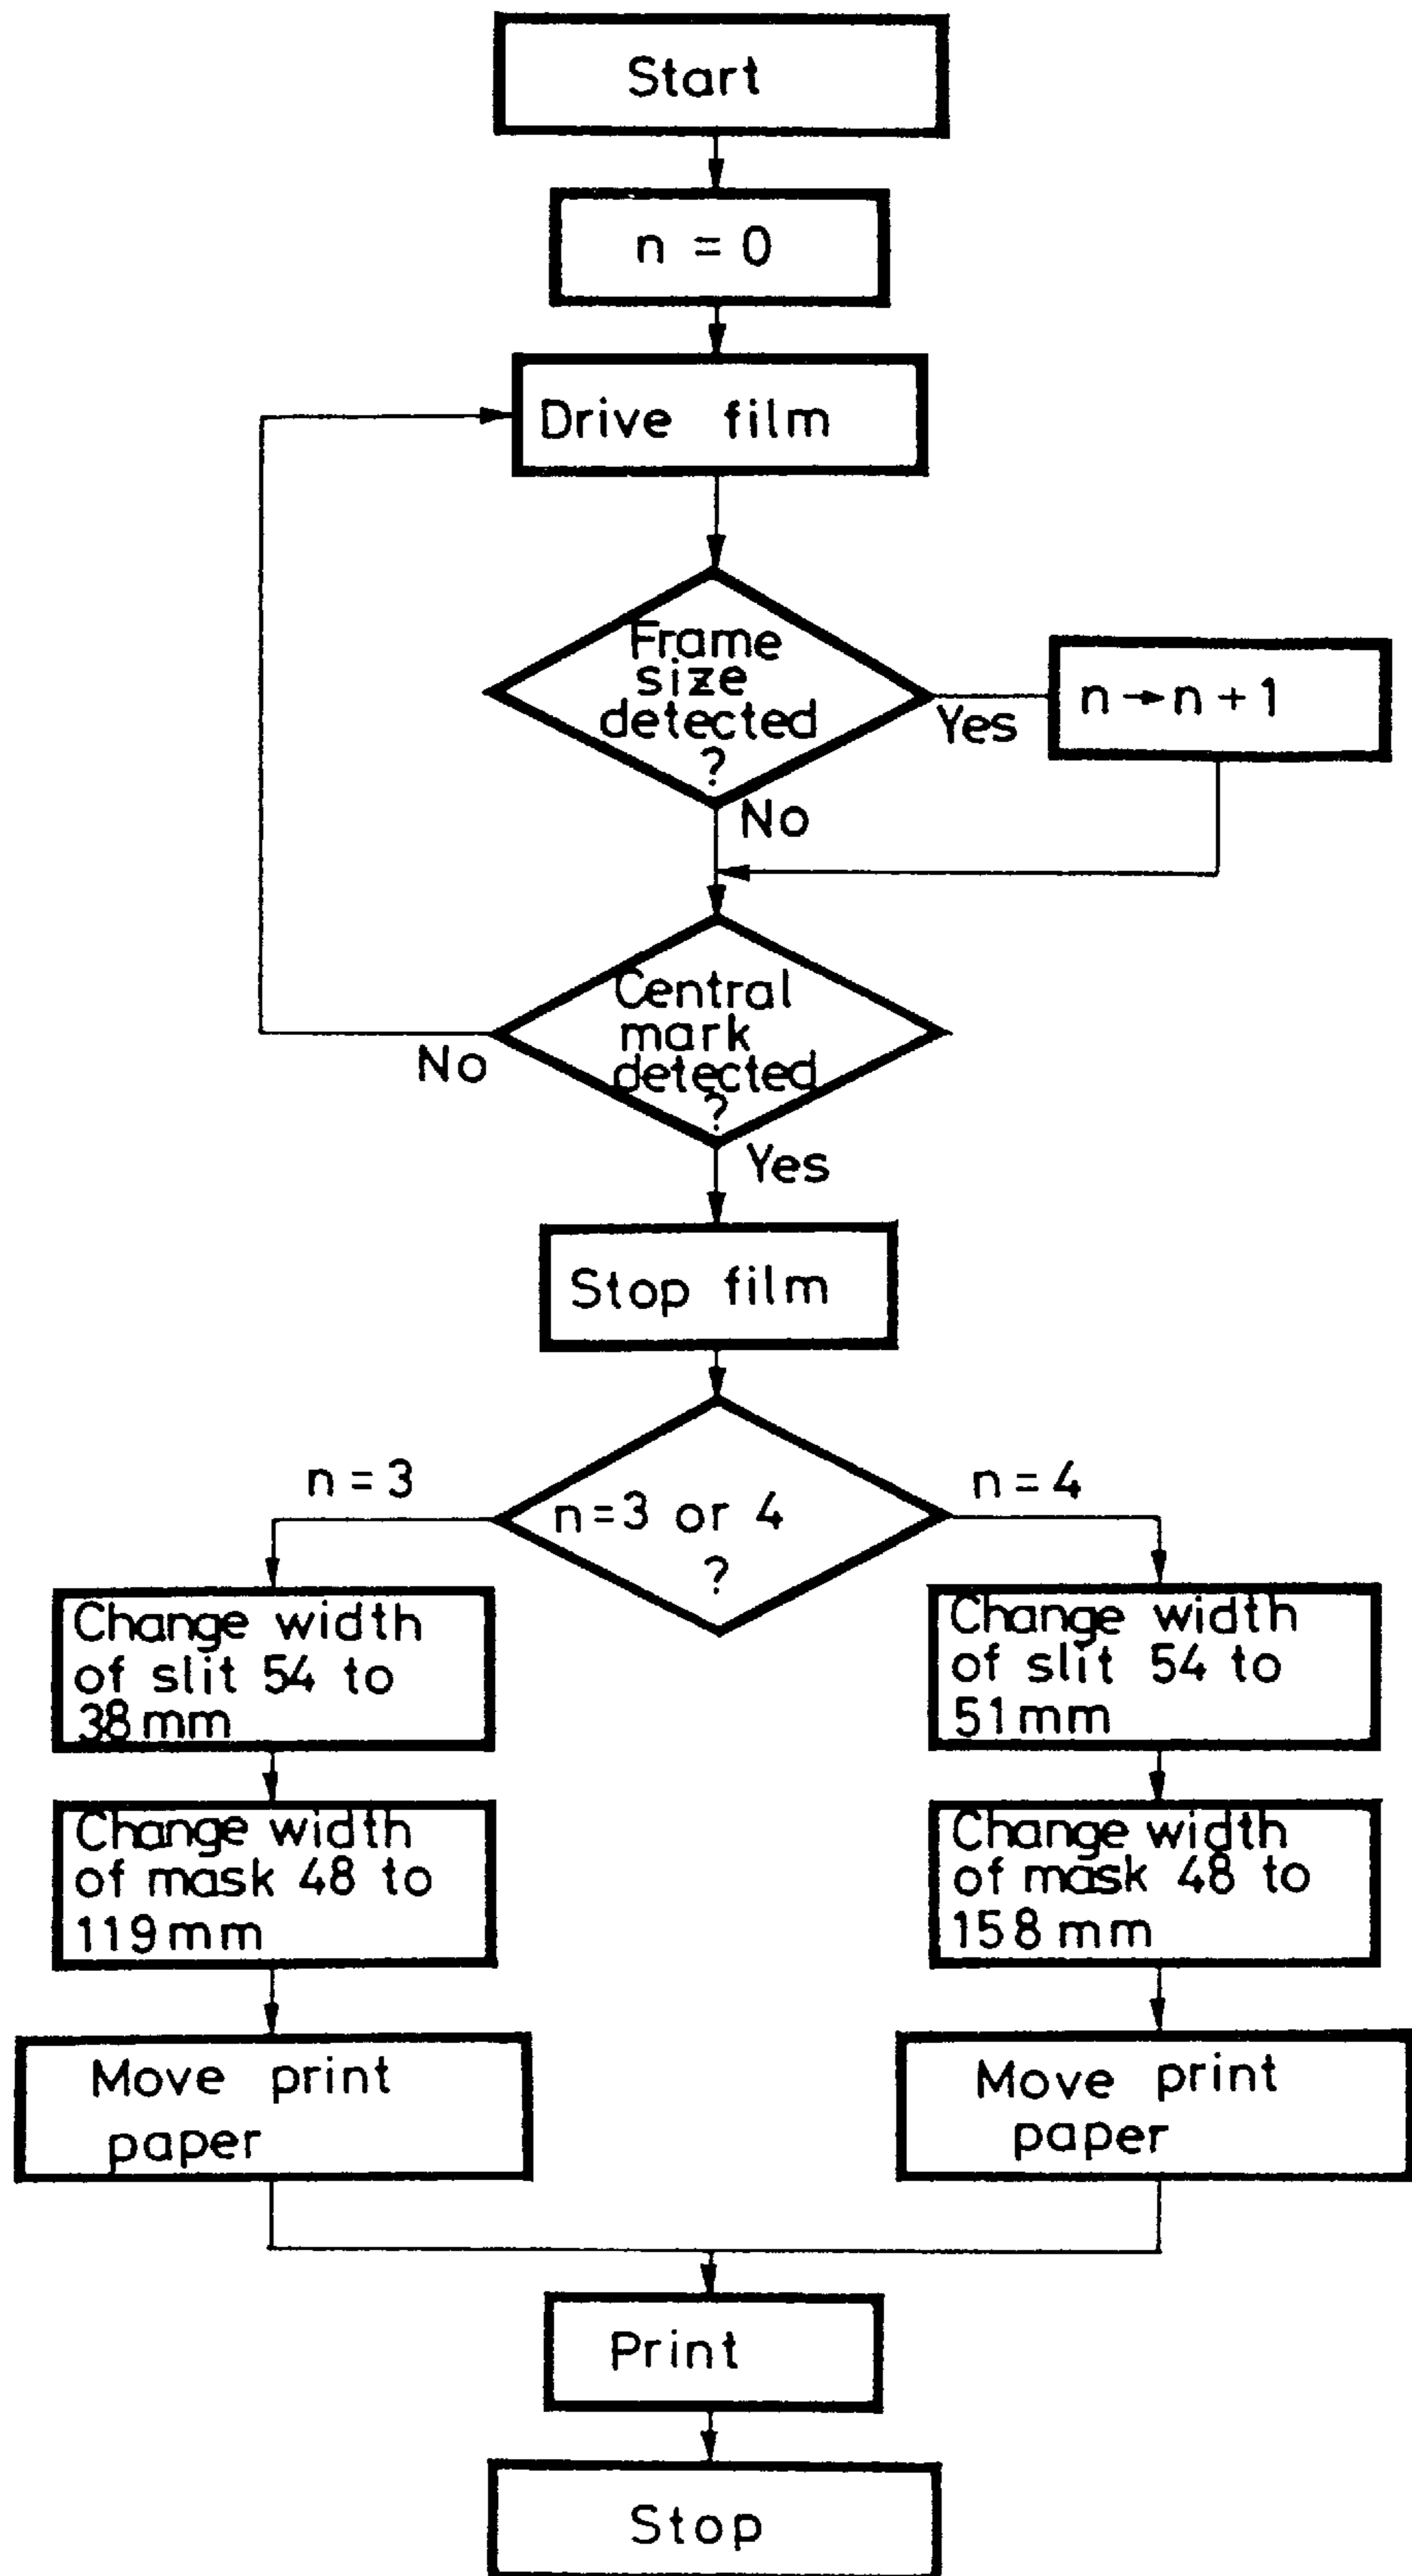 Start
n = 0
Drive film
Frame
size
detected
?
Yes
n → n + 1
No
Central
mark
detected
?
No
Yes
Stop film
n = 3
n=3 or 4
?
n = 4
Change width
of slit 54 to
38 mm
Change width
of slit 54 to
51 mm
Change width
of mask 48 to
119 mm
Change width
of mask 48 to
158 mm
Move print
paper
Move print
paper
Print
Stop